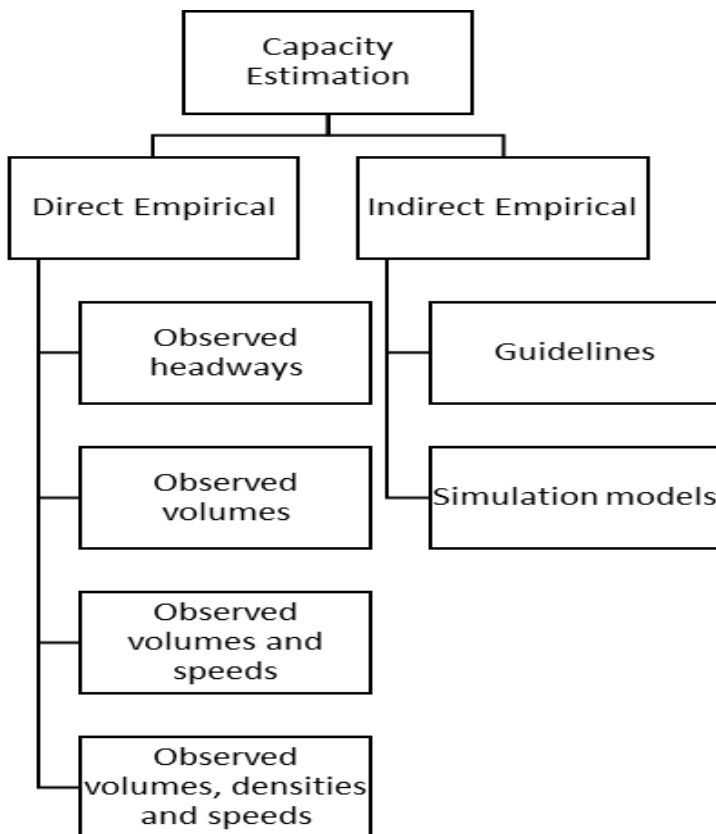 Capacity
Estimation
Direct Empirical
Indirect Empirical
Observed
headways
Guidelines
Observed
volumes
Simulation models
Observed
volumes and
speeds
Observed
volumes, densities
and speeds